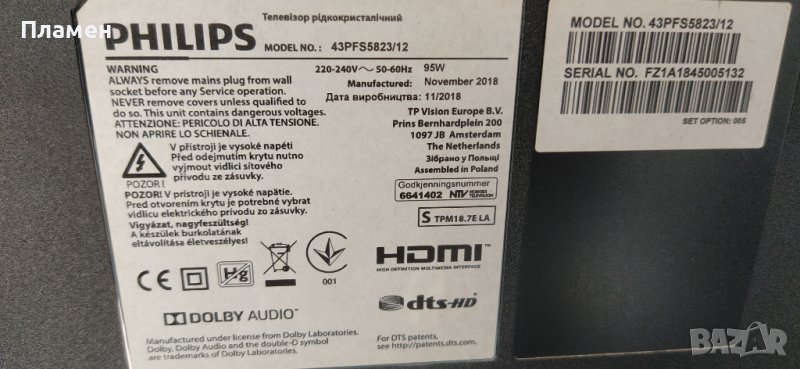 Пламен
Телевізор рідкокристалічний
PHILIPS
MODEL NO. : 43PFS5823/12
WARNING
220-240V~ 50-60Hz 95W
ALWAYS remove mains plug from wall
socket before any Service operation.
NEVER remove covers unless qualified to
do so. This unit contains dangerous voltages.
ATTENZIONE: PERICOLO DI ALTA TENSIONE.
NON APRIRE LO SCHIENALE.
Manufactured: November 2018
Дата виробництва: 11/2018
TP Vision Europe B.V.
Prins Bernhardplein 200
1097 JB Amsterdam
The Netherlands
Зібрано у Польщі
Assembled in Poland
V přístroji je vysoké napětí
Před odejmutím krytu nutno
vyjmout vidlici síťového
přívodu ze zásuvky.
POZOR !
POZOR! V prístroji je vysoké napätie.
Pred otvorením krytu je potrebné vybrat
vidlicu elektrického prívodu zo zásuvky.
Vigyázat, nagyfeszültség!
A készülek burkolatának
eltávolítása életveszélyes!
Godkjenningsnummer
6641402 NTV NORGES TELEVISJON
S TPM18.7E LA
CE
Hg
001
HDMI™
HIGH DEFINITION MULTIMEDIA INTERFACE
DOLBY AUDIO™
dts-HD
Manufactured under license from Dolby Laboratories.
Dolby, Dolby Audio and the double-D symbol
are trademarks of Dolby Laboratories.
For DTS patents,
see http://patents.dts.com.
MODEL NO. 43PFS5823/12
SERIAL NO. FZ1A1845005132
SET OPTION: 005
BAZAR